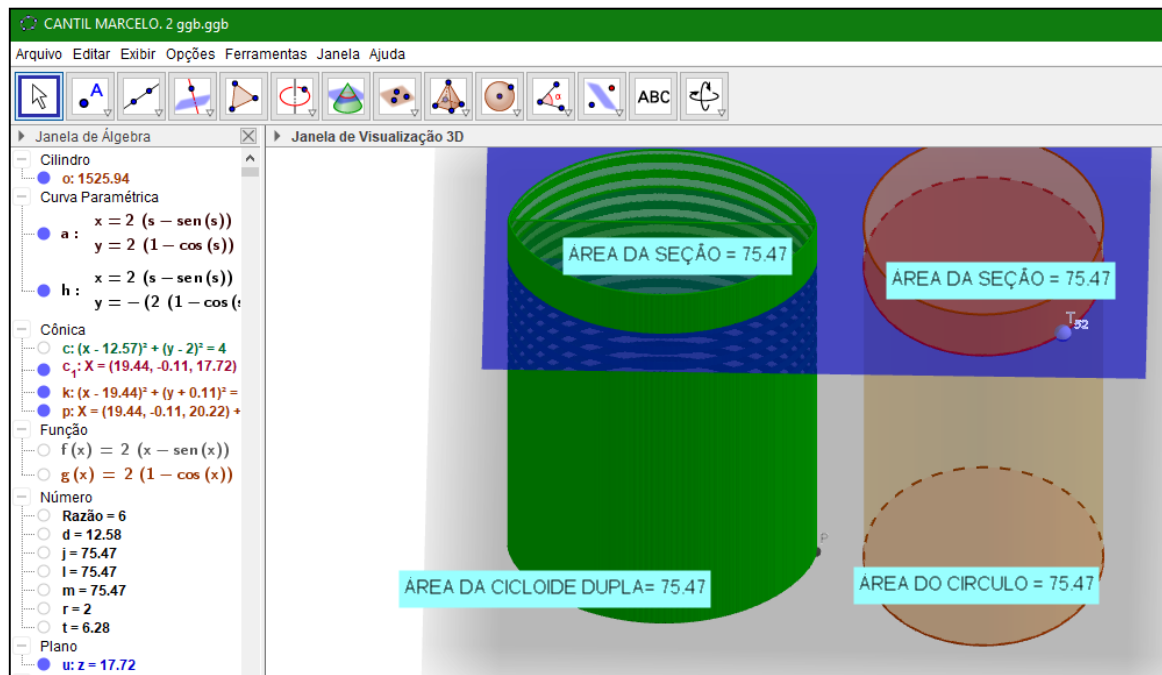 CANTIL MARCELO. 2 ggb.ggb
Arquivo Editar Exibir Opções Ferramentas Janela Ajuda
A
α
ABC
Janela de Álgebra
Janela de Visualização 3D
Cilindro
o: 1525.94
Curva Paramétrica
a : x = 2 (s − sen(s))
y = 2 (1 − cos(s))
h : x = 2 (s − sen(s))
y = −(2 (1 − cos(s
Cônica
c: (x - 12.57)² + (y - 2)² = 4
c₁: X = (19.44, -0.11, 17.72)
k: (x - 19.44)² + (y + 0.11)² =
p: X = (19.44, -0.11, 20.22) +
Função
f(x) = 2 (x − sen(x))
g(x) = 2 (1 − cos(x))
Número
Razão = 6
d = 12.58
j = 75.47
l = 75.47
m = 75.47
r = 2
t = 6.28
Plano
u: z = 17.72
ÁREA DA SEÇÃO = 75.47
ÁREA DA SEÇÃO = 75.47
T₅₂
P
ÁREA DA CICLOIDE DUPLA= 75.47
ÁREA DO CIRCULO = 75.47